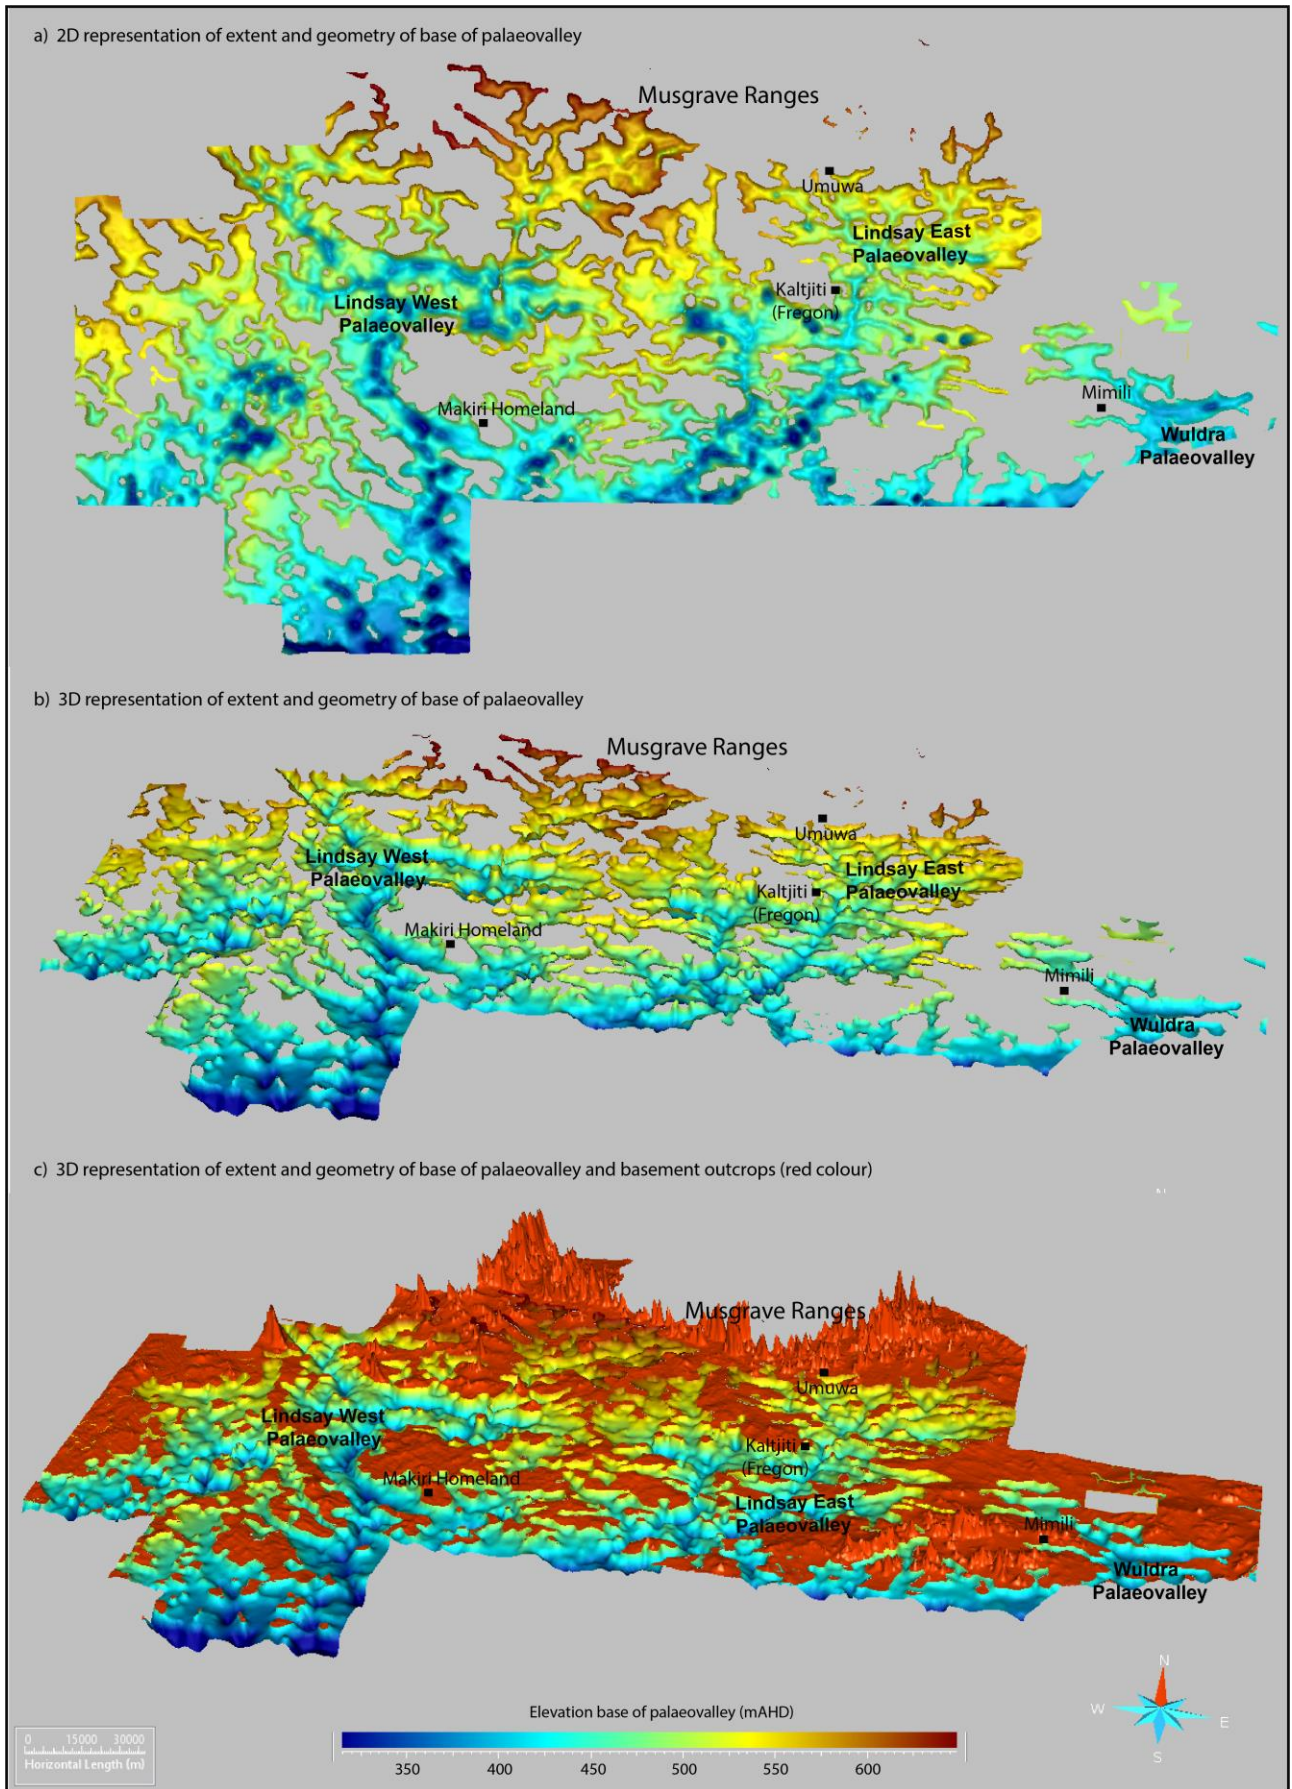 a) 2D representation of extent and geometry of base of palaeovalley
Musgrave Ranges
Umuwa
Lindsay East
Palaeovalley
Kaltjiti
(Fregon)
Lindsay West
Palaeovalley
Mimili
Makiri Homeland
Wuldra
Palaeovalley
b) 3D representation of extent and geometry of base of palaeovalley
Musgrave Ranges
Umuwa
Lindsay West
Palaeovalley
Lindsay East
Palaeovalley
Kaltjiti
(Fregon)
Makiri Homeland
Mimili
Wuldra
Palaeovalley
c) 3D representation of extent and geometry of base of palaeovalley and basement outcrops (red colour)
Musgrave Ranges
Umuwa
Lindsay West
Palaeovalley
Kaltjiti
(Fregon)
Makiri Homeland
Lindsay East
Palaeovalley
Mimili
Wuldra
Palaeovalley
N
W
E
S
Elevation base of palaeovalley (mAHD)
350 400 450 500 550 600
0 15000 30000
Horizontal Length (m)